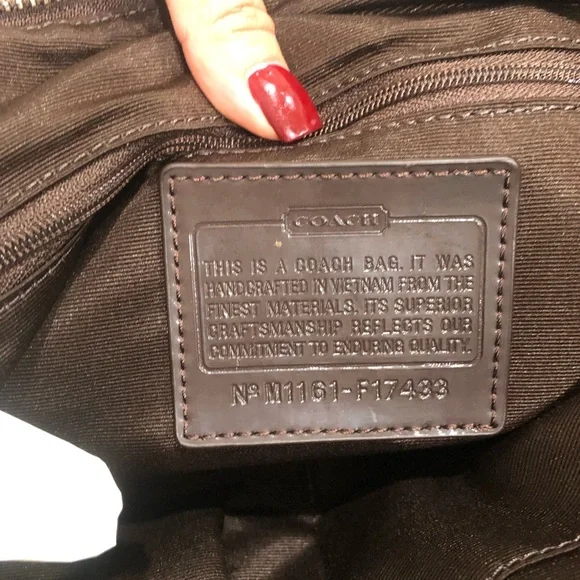 COACH
THIS IS A COACH BAG. IT WAS
HANDCRAFTED IN VIETNAM FROM THE
FINEST MATERIALS. ITS SUPERIOR
CRAFTSMANSHIP REFLECTS OUR
COMMITMENT TO ENDURING QUALITY.
Nº M1161-F17433